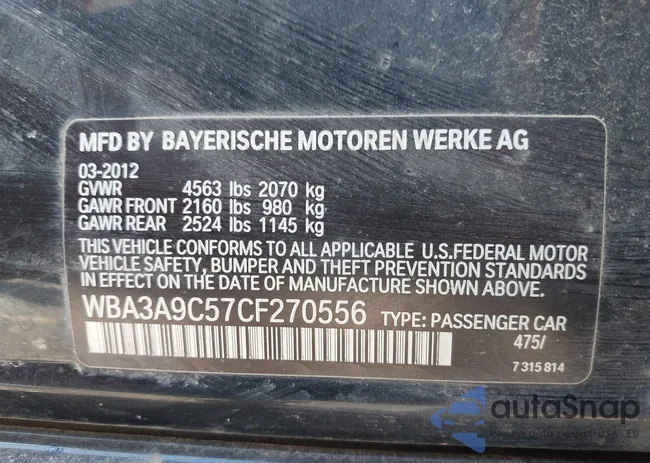 MFD BY BAYERISCHE MOTOREN WERKE AG
03-2012
GVWR 4563 lbs 2070 kg
GAWR FRONT 2160 lbs 980 kg
GAWR REAR 2524 lbs 1145 kg
THIS VEHICLE CONFORMS TO ALL APPLICABLE U.S.FEDERAL MOTOR
VEHICLE SAFETY, BUMPER AND THEFT PREVENTION STANDARDS
IN EFFECT ON THE DATE OF MANUFACTURE SHOWN ABOVE.
WBA3A9C57CF270556 TYPE: PASSENGER CAR
475/
7 315 814
autoSnap